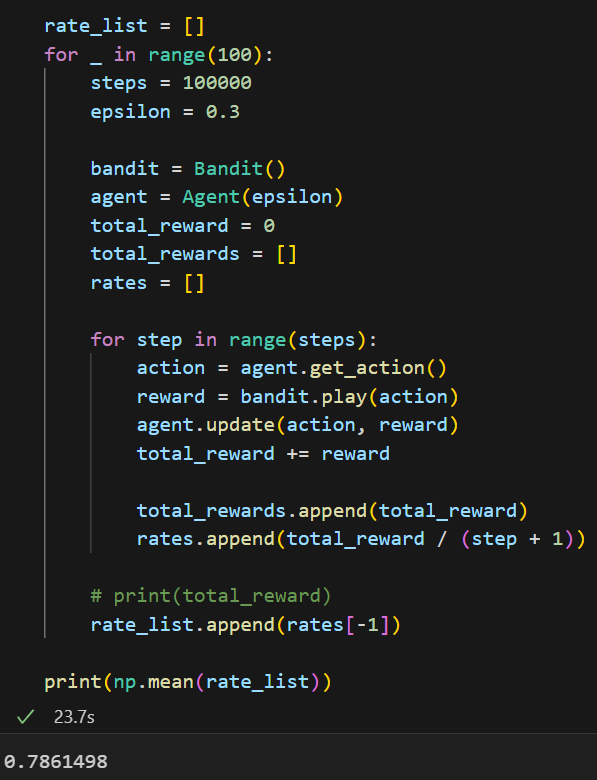 rate_list = []
for _ in range(100):
    steps = 100000
    epsilon = 0.3

    bandit = Bandit()
    agent = Agent(epsilon)
    total_reward = 0
    total_rewards = []
    rates = []

    for step in range(steps):
        action = agent.get_action()
        reward = bandit.play(action)
        agent.update(action, reward)
        total_reward += reward

        total_rewards.append(total_reward)
        rates.append(total_reward / (step + 1))

    # print(total_reward)
    rate_list.append(rates[-1])

print(np.mean(rate_list))
✓ 23.7s
0.7861498